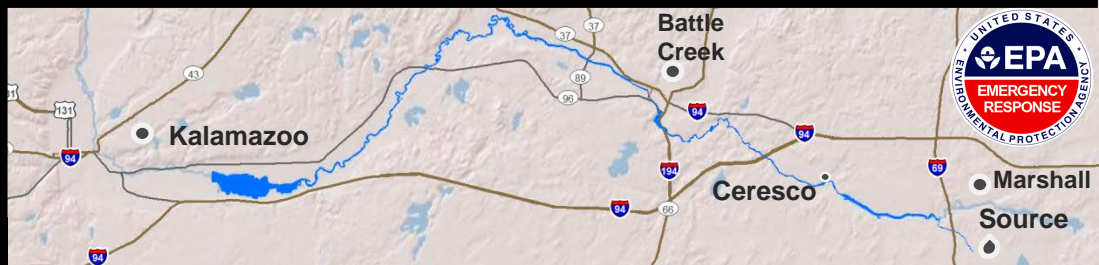 Battle
Creek
37
37
43
89
96
131
94
Kalamazoo
94
94
94
194
69
Marshall
Ceresco
94
66
Source
94
UNITED STATES
ENVIRONMENTAL PROTECTION AGENCY
EPA
EMERGENCY
RESPONSE